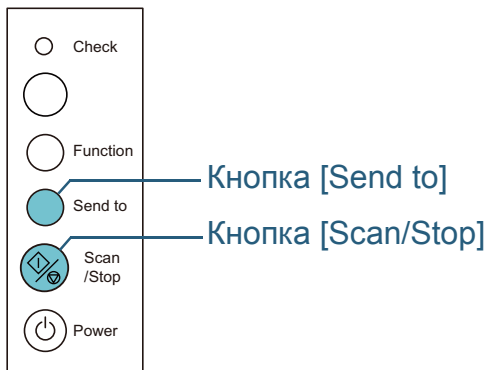 Check
Function
Send to
Кнопка [Send to]
Scan
/Stop
Кнопка [Scan/Stop]
Power